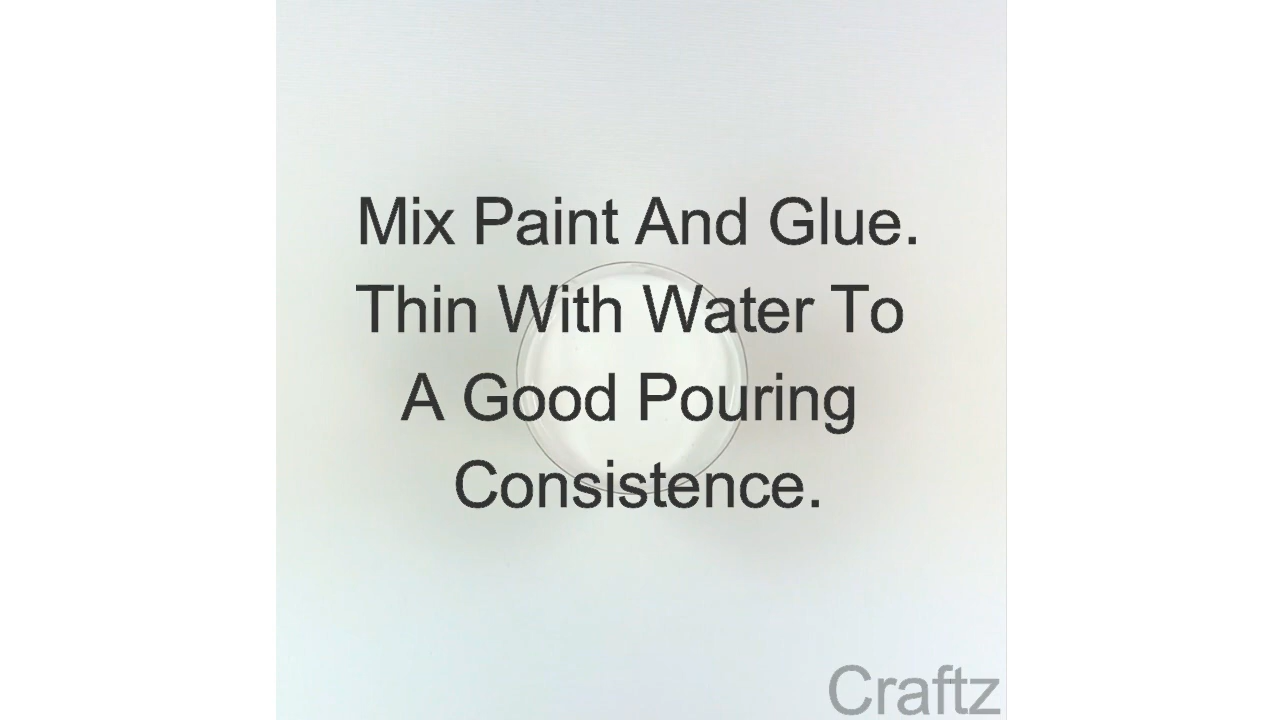 Mix Paint And Glue.
Thin With Water To
A Good Pouring
Consistence.
Craftz